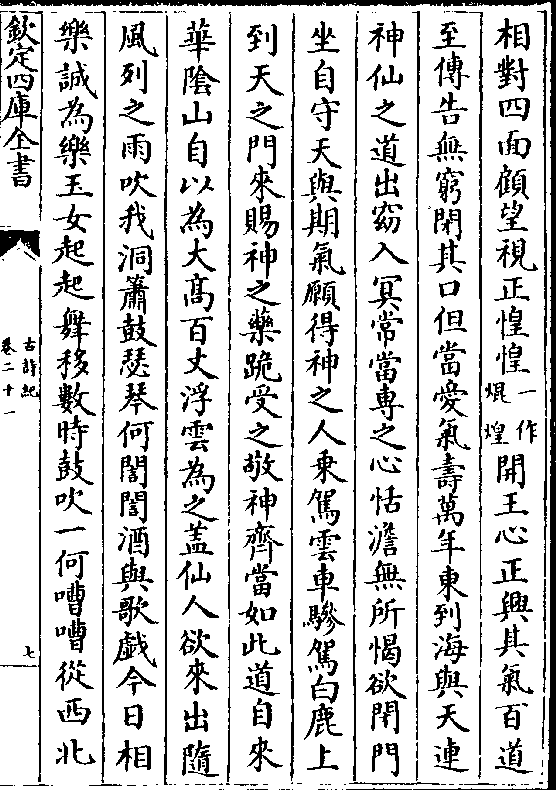 相對四面顧望視正惶惶一作焜煌開王心正興其氣百道
至傳告無窮閉其口但當愛氣壽萬年東到海與天連
神仙之道出窈入冥常當專之心恬澹無所愒欲閉門
坐自守天與期氣願得神之人乘駕雲車驂駕白鹿上
到天之門來賜神之藥跪受之敬神齊當如此道自來
華陰山自以為大高百丈浮雲為之蓋仙人欲來出隨
風列之雨吹我洞簫鼓瑟琴何誾誾酒與歌戲今日相
樂誠為樂玉女起起舞移數時鼓吹一何嘈嘈從西北
欽定四庫全書
古詩紀
卷二十一
七